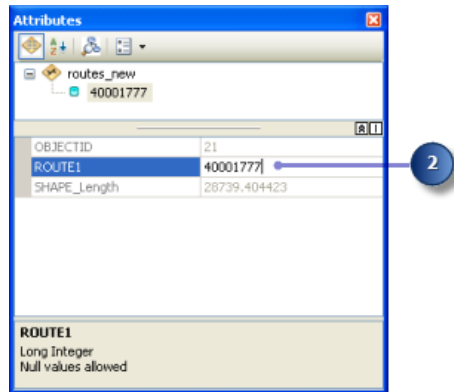 Attributes
routes_new
40001777
OBJECTID 21
ROUTE1 40001777
2
SHAPE_Length 28739.404423
ROUTE1
Long Integer
Null values allowed